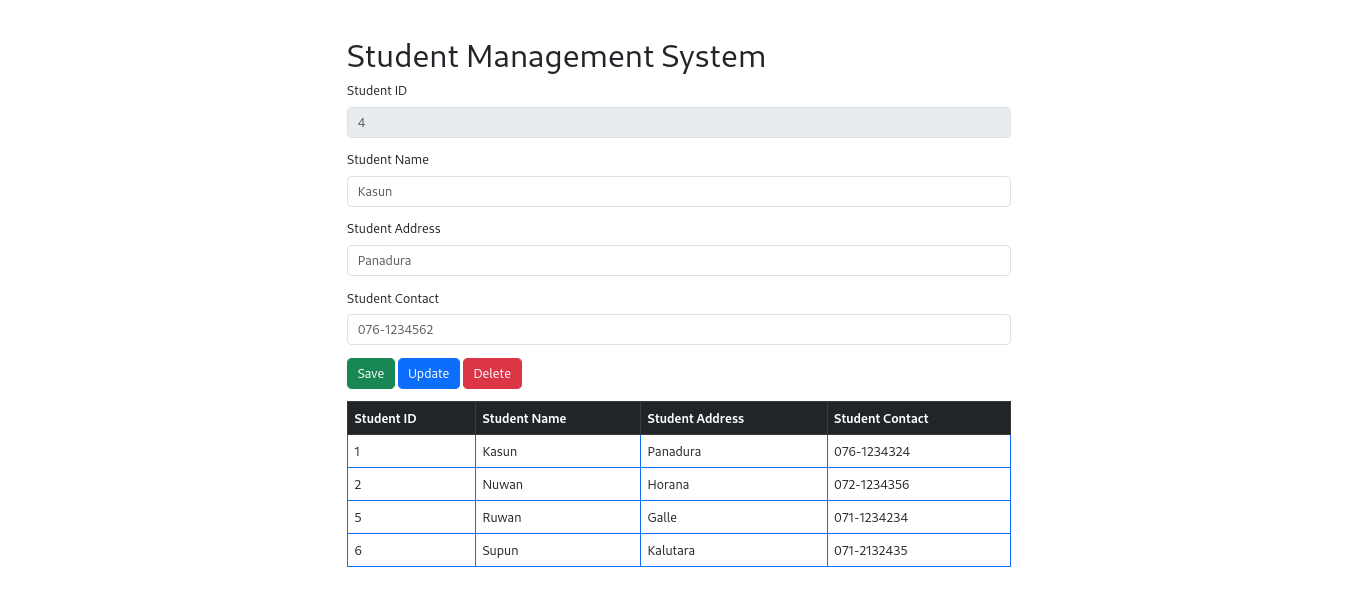 Student Management System
Student ID
4
Student Name
Kasun
Student Address
Panadura
Student Contact
076-1234562
Save Update Delete
Student ID Student Name Student Address Student Contact
1 Kasun Panadura 076-1234324
2 Nuwan Horana 072-1234356
5 Ruwan Galle 071-1234234
6 Supun Kalutara 071-2132435